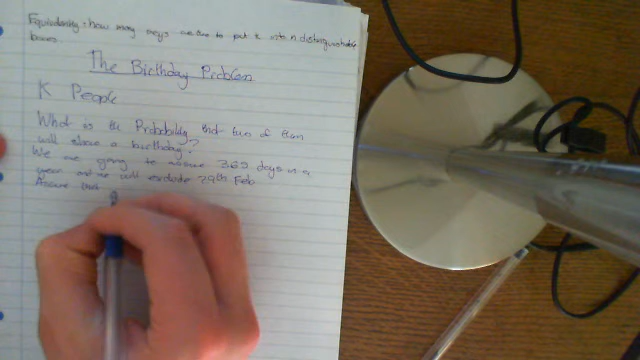 Equivalently: how many ways are there to put k into n distinguishable
boxes.
The Birthday Problem
K People
What is the Probability that two of them
will share a birthday?
We are going to assume 365 days in a
year and we will exclude 29th Feb
Assume that